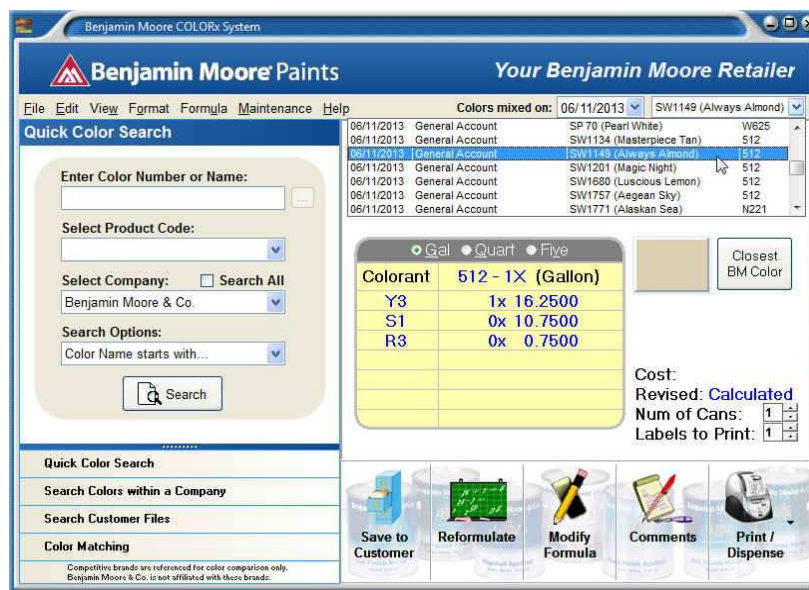 Benjamin Moore COLORx System
Benjamin Moore Paints
Your Benjamin Moore Retailer
File Edit View Format Formula Maintenance Help
Colors mixed on: 06/11/2013 SW1149 (Always Almond)
Quick Color Search
Enter Color Number or Name:
...
Select Product Code:
Select Company: Search All
Benjamin Moore & Co.
Search Options:
Color Name starts with...
Search
06/11/2013 General Account SP 70 (Pearl White) W625
06/11/2013 General Account SW1134 (Masterpiece Tan) 512
06/11/2013 General Account SW1149 (Always Almond) 512
06/11/2013 General Account SW1201 (Magic Night) 512
06/11/2013 General Account SW1680 (Luscious Lemon) 512
06/11/2013 General Account SW1757 (Aegean Sky) 512
06/11/2013 General Account SW1771 (Alaskan Sea) N221
Gal Quart Five
Colorant 512 - 1X (Gallon)
Y3 1x 16.2500
S1 0x 10.7500
R3 0x 0.7500
Closest
BM Color
Cost:
Revised: Calculated
Num of Cans: 1
Labels to Print: 1
Quick Color Search
Search Colors within a Company
Search Customer Files
Color Matching
Competitive brands are referenced for color comparison only.
Benjamin Moore & Co. is not affiliated with these brands.
Save to
Customer
Reformulate
Modify
Formula
Comments
Print /
Dispense